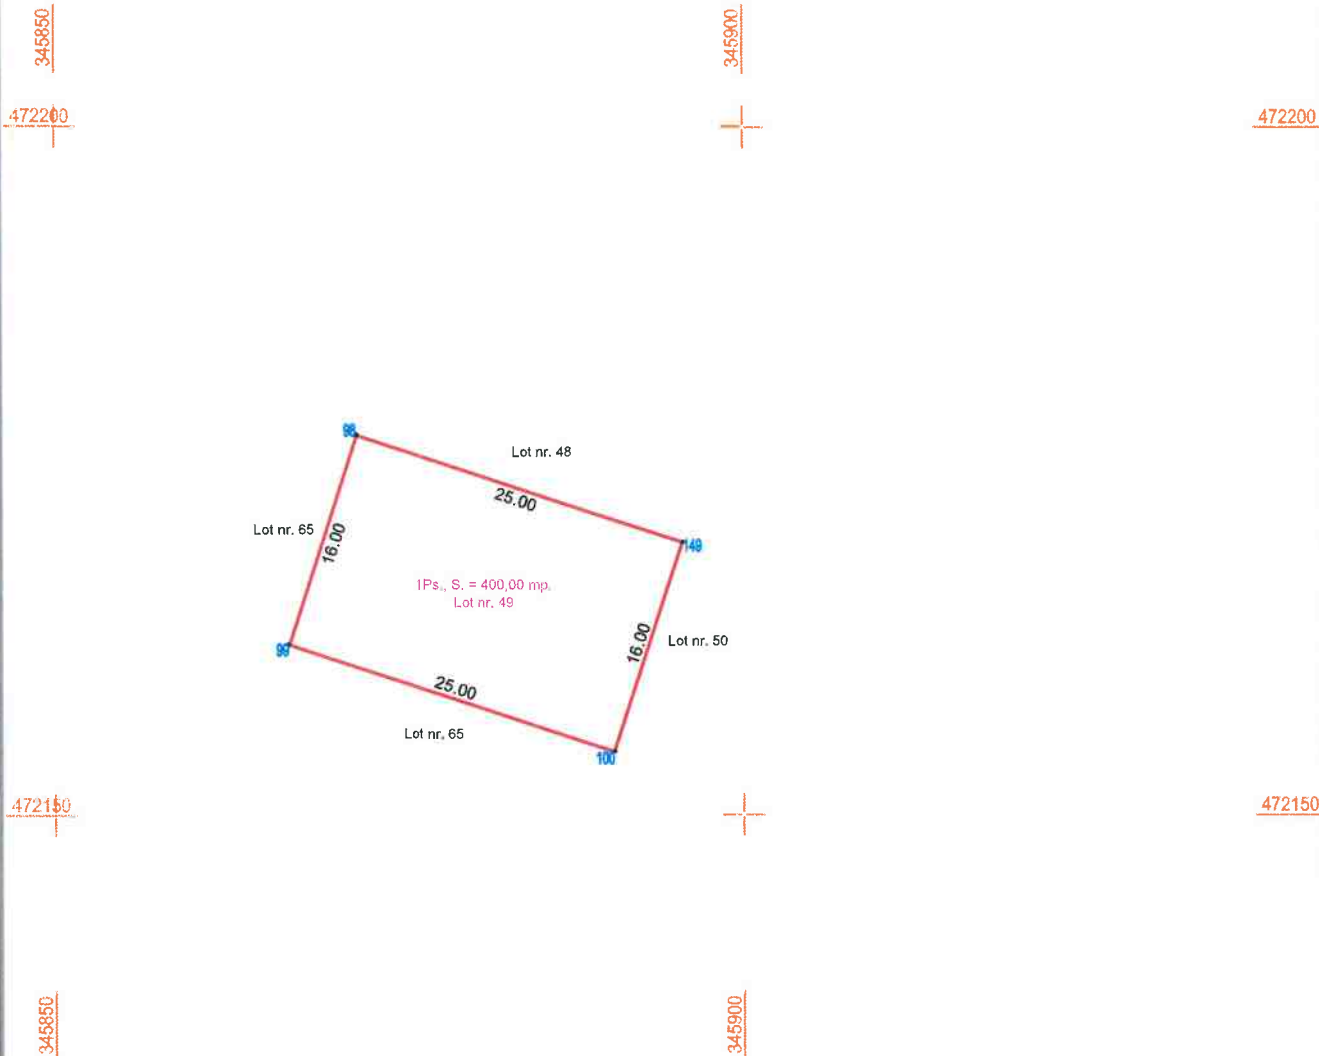 345850
345900
472200
472200
98
Lot nr. 48
25.00
Lot nr. 65
16.00
149
1Ps., S. = 400,00 mp.
Lot nr. 49
16.00
Lot nr. 50
99
25.00
Lot nr. 65
100
472150
472150
345850
345900